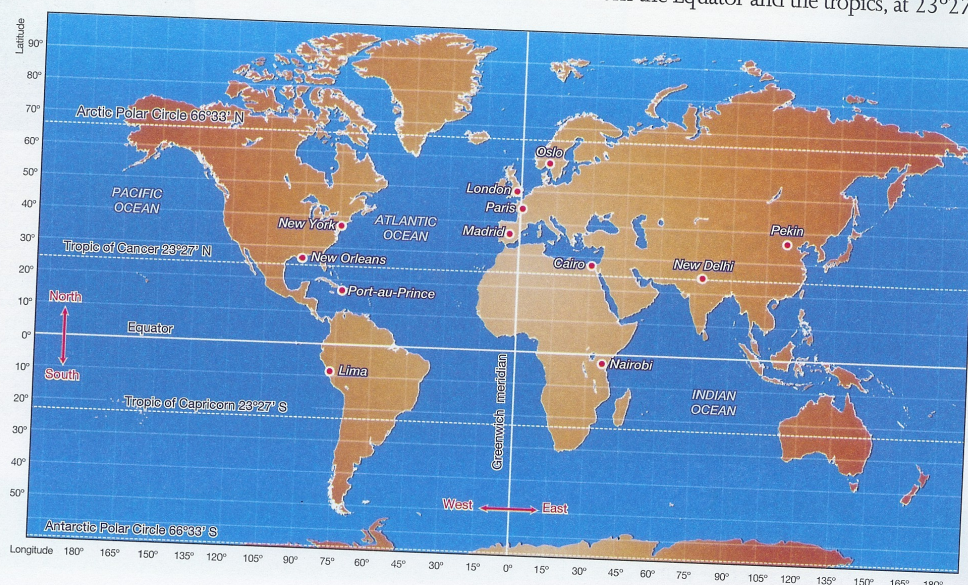 the Equator and the tropics, at 23°27
Latitude
90°
80°
70°
60°
50°
40°
30°
20°
10°
0°
10°
20°
30°
40°
50°
Arctic Polar Circle 66°33' N
Oslo
London
Paris
Madrid
PACIFIC
OCEAN
ATLANTIC
OCEAN
New York
Pekin
Tropic of Cancer 23°27' N
New Orleans
Cairo
New Delhi
Port-au-Prince
North
South
Equator
Lima
Nairobi
Greenwich meridian
INDIAN
OCEAN
Tropic of Capricorn 23°27' S
West
East
Antarctic Polar Circle 66°33' S
Longitude 180° 165° 150° 135° 120° 105° 90° 75° 60° 45° 30° 15° 0° 15° 30° 45° 60° 75° 90° 105° 120° 135° 150° 165° 180°